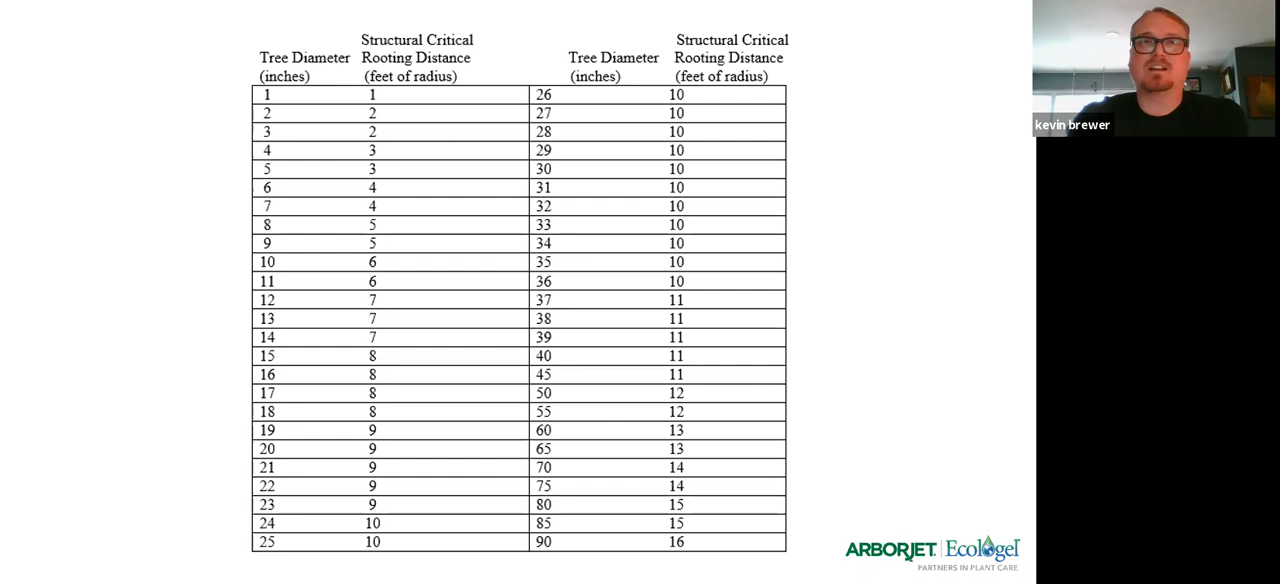 Structural Critical Structural Critical
Tree Diameter Rooting Distance Tree Diameter Rooting Distance
(inches) (feet of radius) (inches) (feet of radius)
1 1 26 10
2 2 27 10
3 2 28 10
4 3 29 10
5 3 30 10
6 4 31 10
7 4 32 10
8 5 33 10
9 5 34 10
10 6 35 10
11 6 36 10
12 7 37 11
13 7 38 11
14 7 39 11
15 8 40 11
16 8 45 11
17 8 50 12
18 8 55 12
19 9 60 13
20 9 65 13
21 9 70 14
22 9 75 14
23 9 80 15
24 10 85 15
25 10 90 16
kevin brewer
ARBORJET Ecologel
PARTNERS IN PLANT CARE